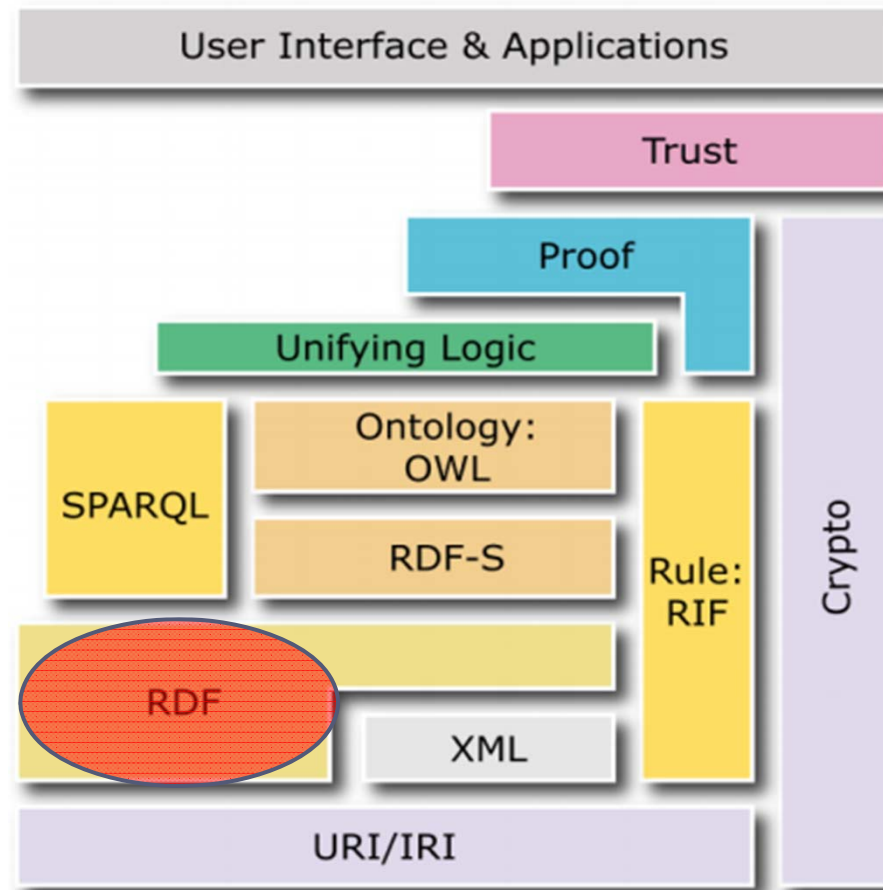 User Interface & Applications
Trust
Proof
Unifying Logic
Ontology:
OWL
SPARQL
RDF-S
Rule:
RIF
Crypto
RDF
XML
URI/IRI